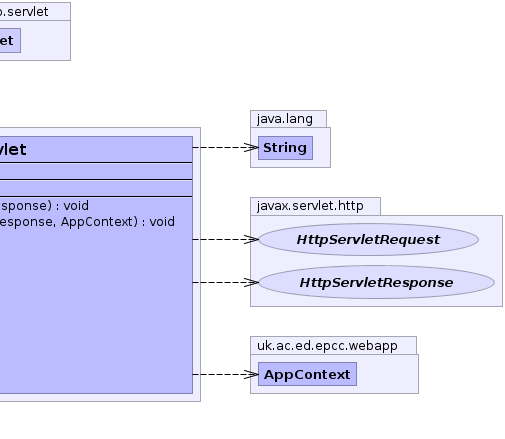 o.servlet
et
java.lang
String
vlet
javax.servlet.http
sponse) : void
esponse, AppContext) : void
HttpServletRequest
HttpServletResponse
uk.ac.ed.epcc.webapp
AppContext